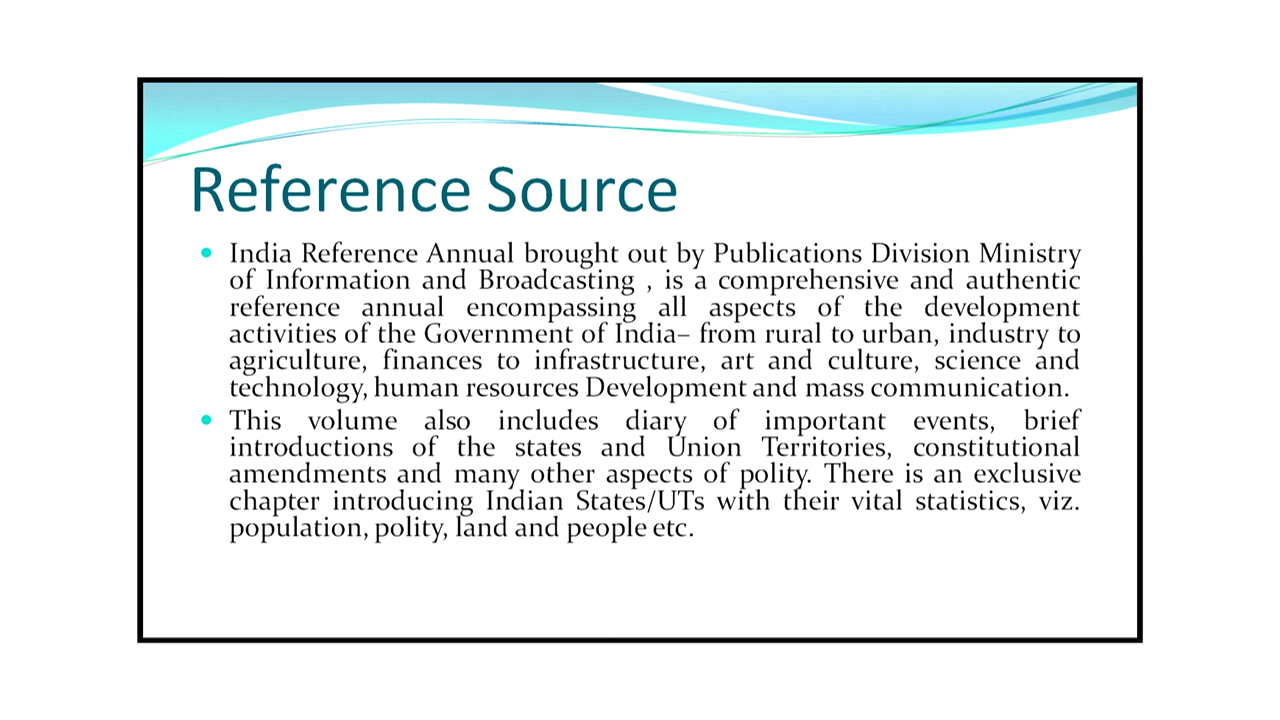 Reference Source
India Reference Annual brought out by Publications Division Ministry
of Information and Broadcasting , is a comprehensive and authentic
reference annual encompassing all aspects of the development
activities of the Government of India– from rural to urban, industry to
agriculture, finances to infrastructure, art and culture, science and
technology, human resources Development and mass communication.
This volume also includes diary of important events, brief
introductions of the states and Union Territories, constitutional
amendments and many other aspects of polity. There is an exclusive
chapter introducing Indian States/UTs with their vital statistics, viz.
population, polity, land and people etc.